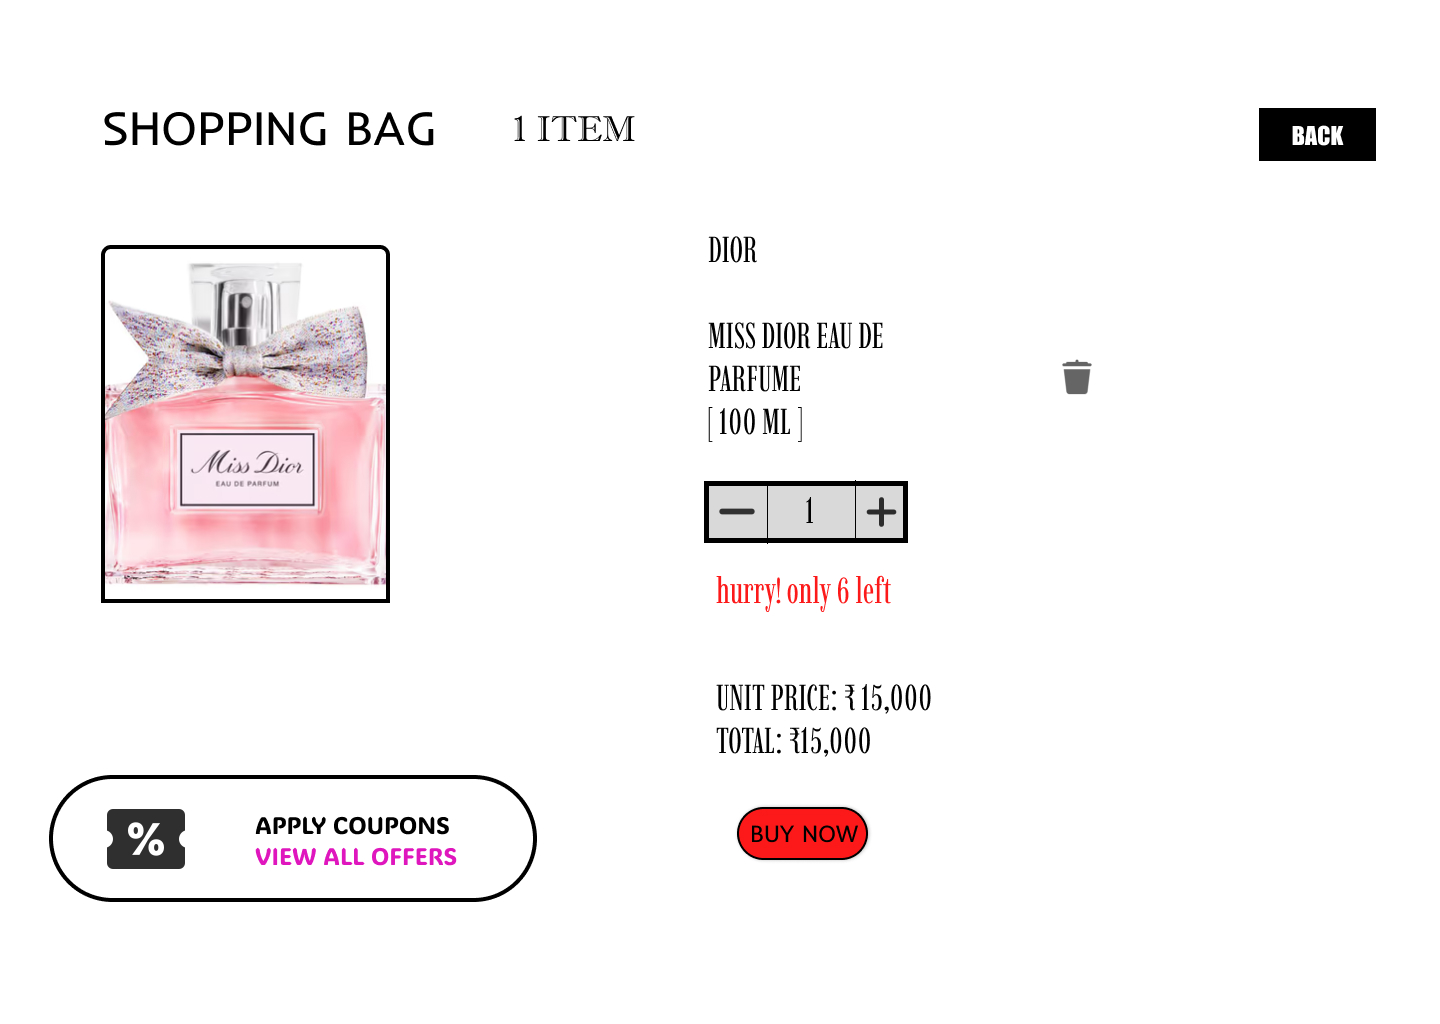 SHOPPING BAG
1 ITEM
BACK
DIOR
MISS DIOR EAU DE
PARFUME
[ 100 ML ]
Miss Dior
EAU DE PARFUM
1
hurry! only 6 left
UNIT PRICE: ₹ 15,000
TOTAL: ₹15,000
%
APPLY COUPONS
VIEW ALL OFFERS
BUY NOW